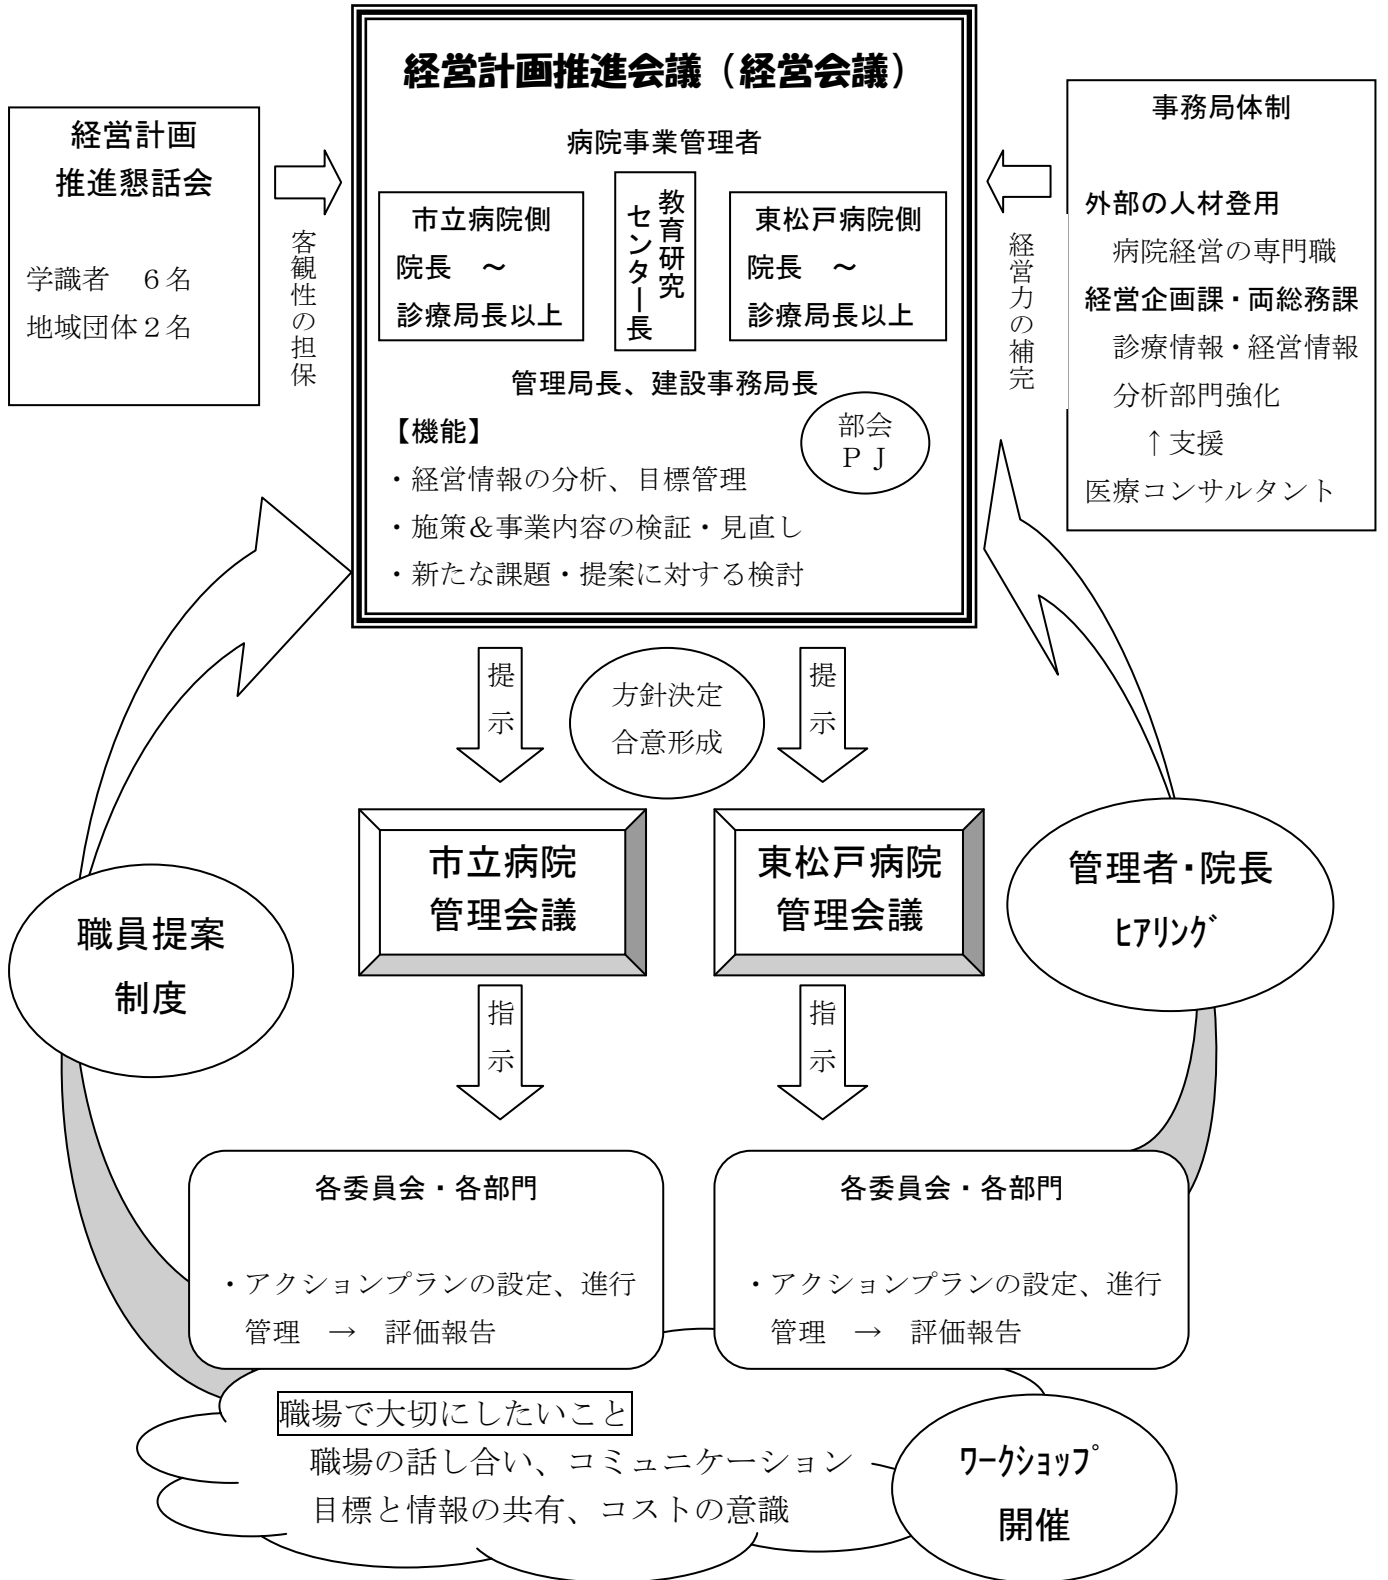 経営計画推進会議（経営会議）
病院事業管理者
市立病院側
院長　～
診療局長以上
教育研究
センター長
東松戸病院側
院長　～
診療局長以上
管理局長、建設事務局長
【機能】
・経営情報の分析、目標管理
・施策＆事業内容の検証・見直し
・新たな課題・提案に対する検討
部会
ＰＪ
経営計画
推進懇話会
学識者　６名
地域団体２名
客観性の担保
事務局体制
外部の人材登用
病院経営の専門職
経営企画課・両総務課
診療情報・経営情報
分析部門強化
↑支援
医療コンサルタント
経営力の補完
提示
方針決定
合意形成
提示
市立病院
管理会議
東松戸病院
管理会議
職員提案
制度
管理者・院長
ﾋｱﾘﾝｸﾞ
指示
指示
各委員会・各部門
・アクションプランの設定、進行
管理　→　評価報告
各委員会・各部門
・アクションプランの設定、進行
管理　→　評価報告
職場で大切にしたいこと
職場の話し合い、コミュニケーション
目標と情報の共有、コストの意識
ﾜｰｸｼｮｯﾌﾟ
開催